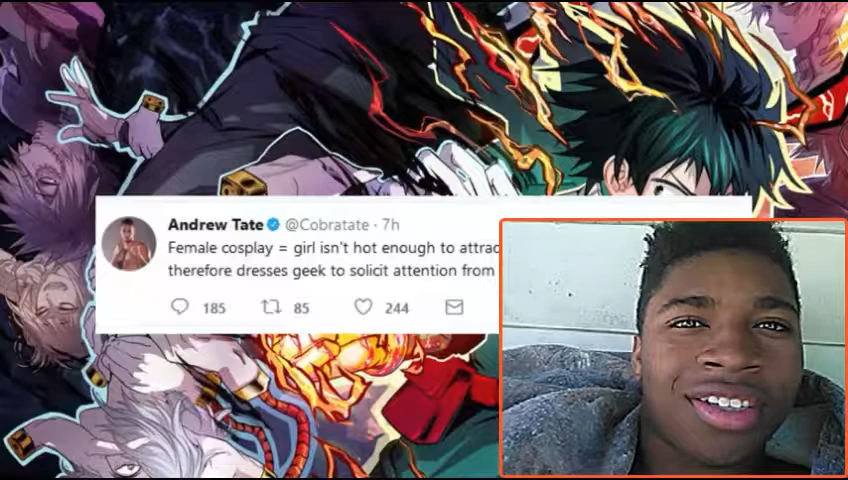 Andrew Tate @Cobratate · 7h
Female cosplay = girl isn't hot enough to
therefore dresses geek to solicit attention from
185 85 244